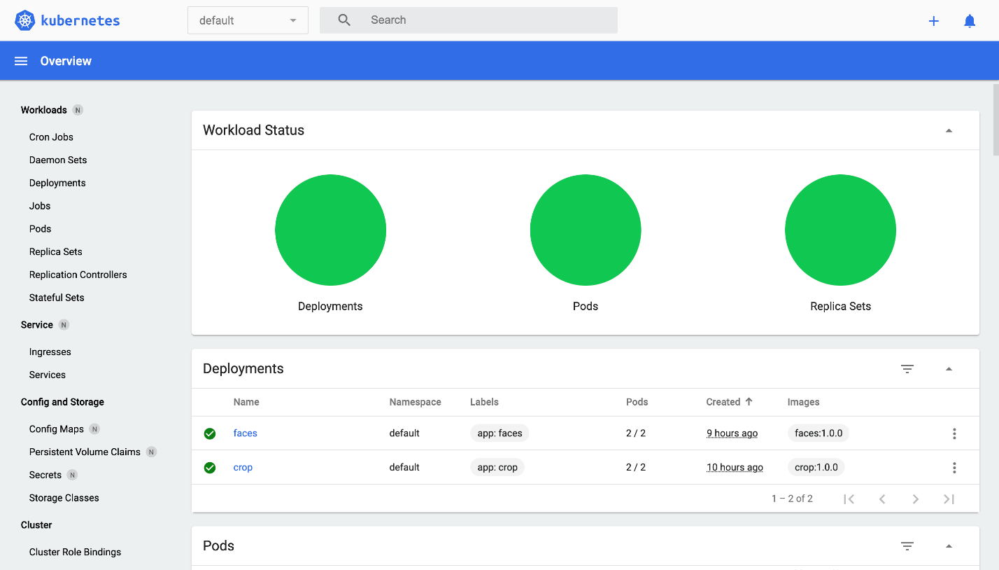 kubernetes
default
Search
Overview
Workloads N
Cron Jobs
Daemon Sets
Deployments
Jobs
Pods
Replica Sets
Replication Controllers
Stateful Sets
Service N
Ingresses
Services
Config and Storage
Config Maps N
Persistent Volume Claims N
Secrets N
Storage Classes
Cluster
Cluster Role Bindings
Workload Status
Deployments Pods Replica Sets
Deployments
Name Namespace Labels Pods Created Images
faces default app: faces 2 / 2 9 hours ago faces:1.0.0
crop default app: crop 2 / 2 10 hours ago crop:1.0.0
1 – 2 of 2
Pods